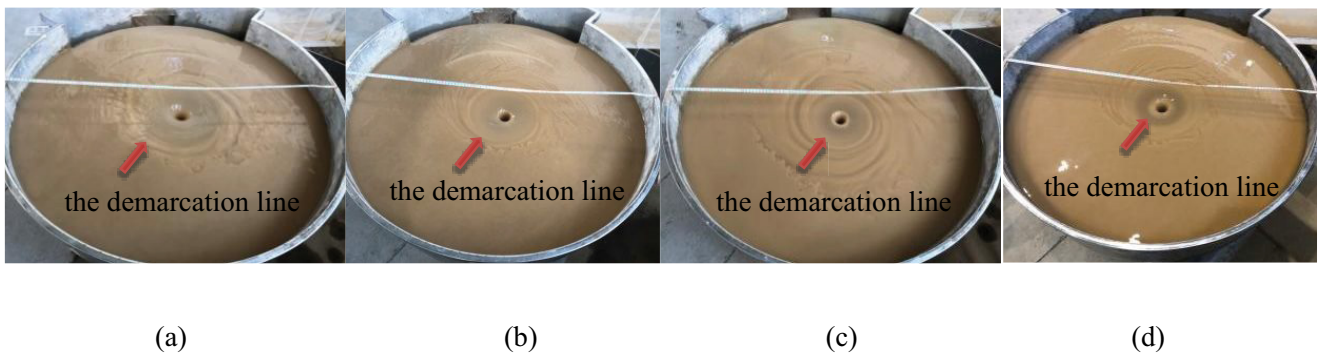 the demarcation line
the demarcation line
the demarcation line
the demarcation line
(a)
(b)
(c)
(d)